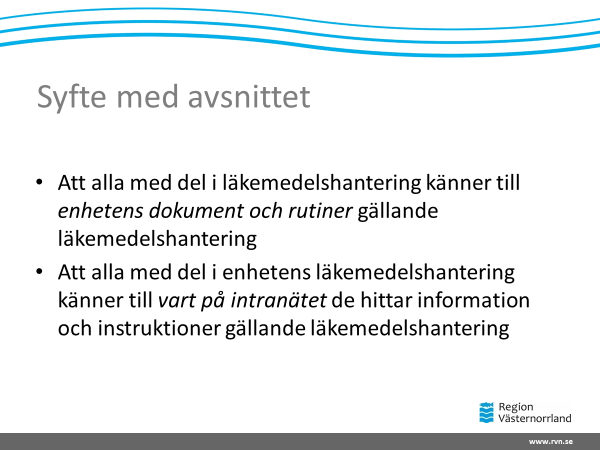 Syfte med avsnittet
• Att alla med del i läkemedelshantering känner till
enhetens dokument och rutiner gällande
läkemedelshantering
• Att alla med del i enhetens läkemedelshantering
känner till vart på intranätet de hittar information
och instruktioner gällande läkemedelshantering
Region
Västernorrland
www.rvn.se